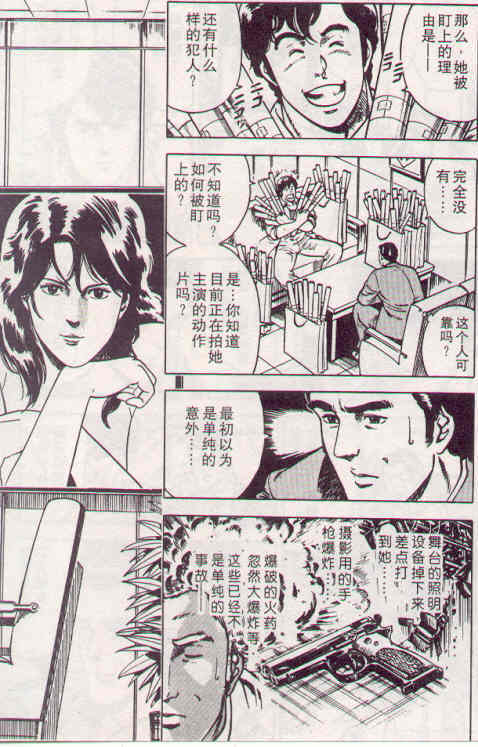 那么，她被
盯上的理
由是——
还有什么
样的犯人？
完全没
有……
不知道吗？
如何被盯
上的？
这个人可
靠吗？
是…你知道
目前正在拍她
主演的动作
片吗？
最初以为
是单纯的
意外……
舞台的照明
设备掉下来
差点打
到她……
摄影用的手
枪爆炸…
爆破的火药
忽然大爆炸等
这些已经不
是单纯的
事故——